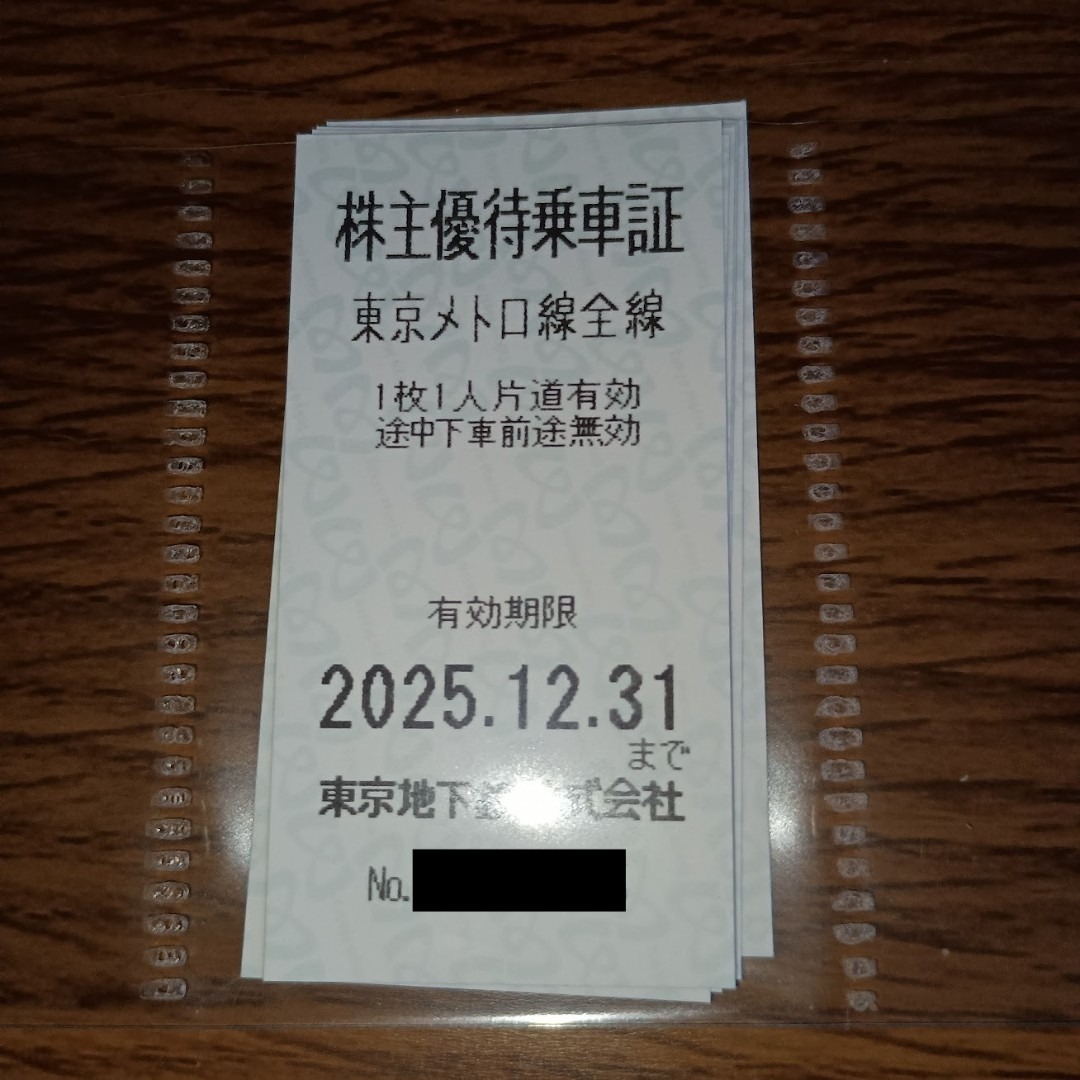 株主優待乗車証
東京メトロ線全線
1枚1人片道有効
途中下車前途無効
有効期限
2025.12.31
まで
東京地下 式会社
No.